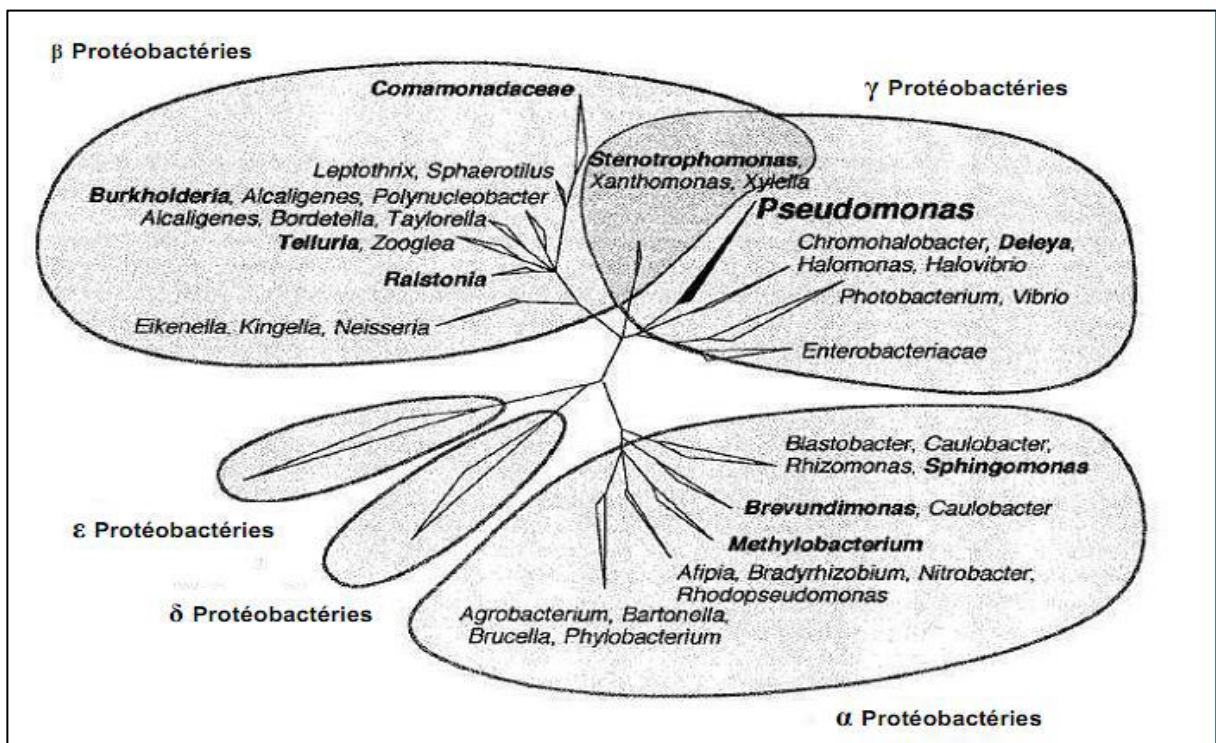 β Protéobactéries
γ Protéobactéries
Comamonadaceae
Leptothrix, Sphaerotilus
Burkholderia, Alcaligenes, Polynucleobacter
Alcaligenes, Bordetella, Taylorella
Telluria, Zooglea
Ralstonia
Eikenella. Kingella, Neisseria
Stenotrophomonas,
Xanthomonas, Xylella
Pseudomonas
Chromohalobacter, Deleya,
Halomonas, Halovibrio
Photobacterium, Vibrio
Enterobacteriacae
Blastobacter, Caulobacter,
Rhizomonas, Sphingomonas
Brevundimonas, Caulobacter
Methylobacterium
Afipia, Bradyrhizobium, Nitrobacter,
Rhodopseudomonas
Agrobacterium, Bartonella,
Brucella, Phylobacterium
ε Protéobactéries
δ Protéobactéries
α Protéobactéries